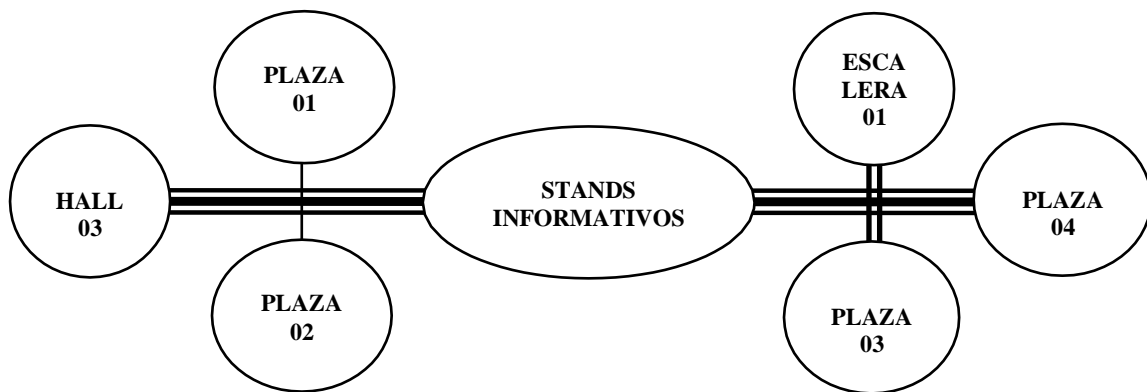 PLAZA
01
ESCA
LERA
01
HALL
03
STANDS
INFORMATIVOS
PLAZA
04
PLAZA
02
PLAZA
03